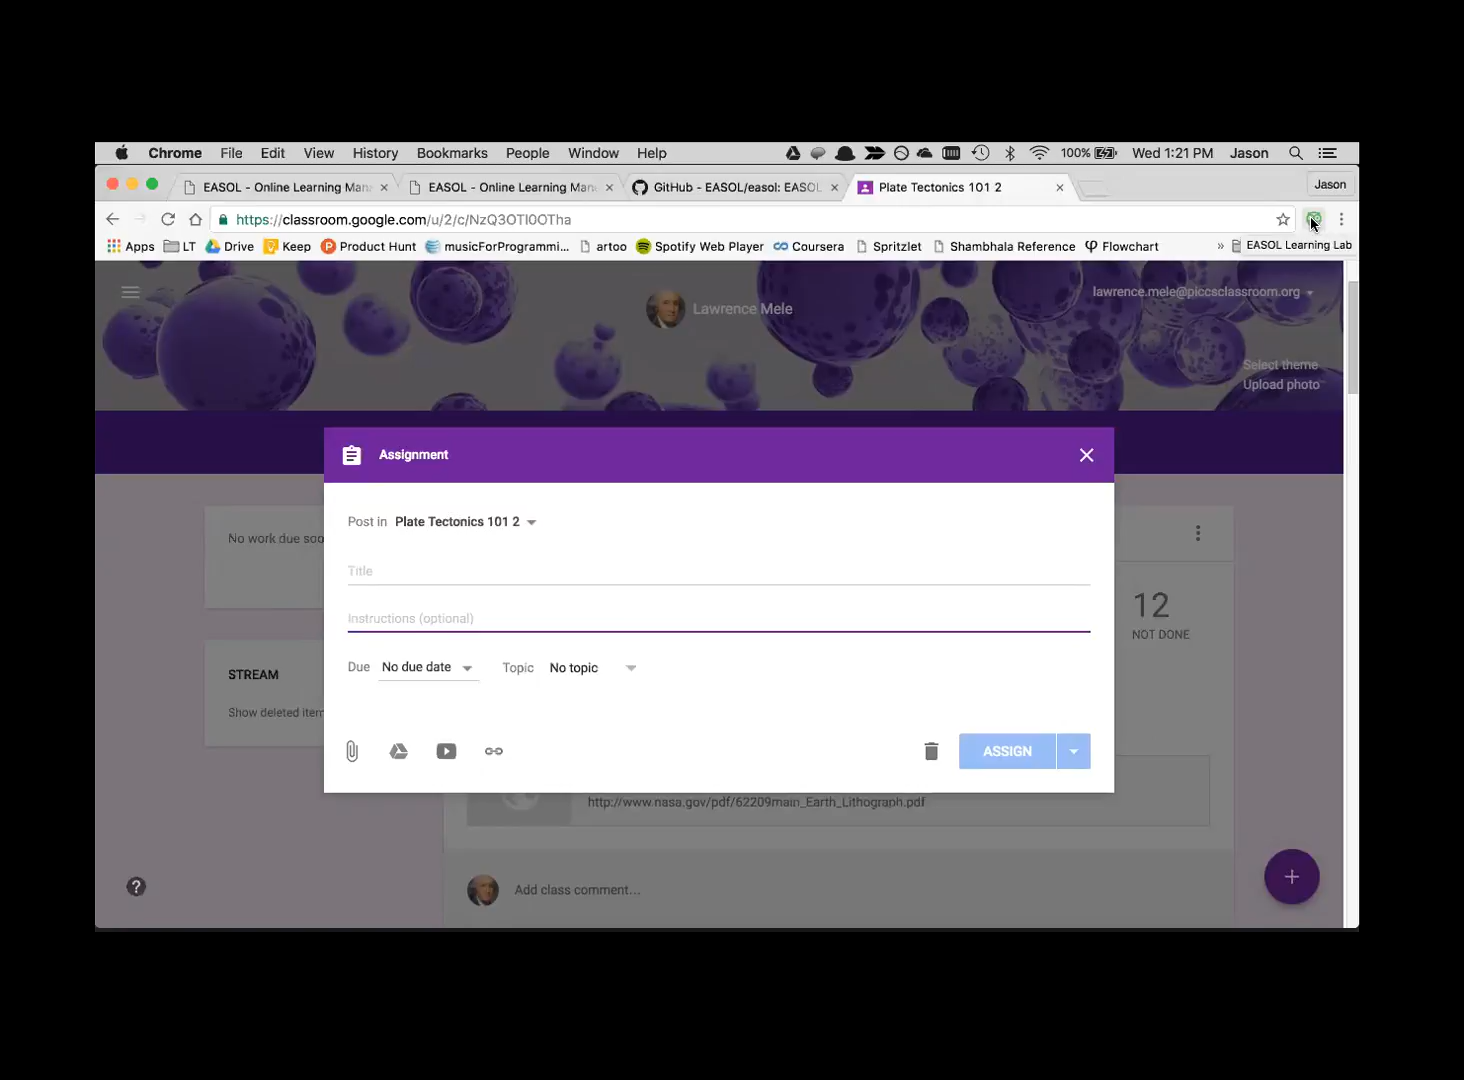 Chrome File Edit View History Bookmarks People Window Help 100% Wed 1:21 PM Jason
EASOL - Online Learning Man EASOL - Online Learning Man GitHub - EASOL/easol: EASOL Plate Tectonics 101 2 Jason
https://classroom.google.com/u/2/c/NzQ3OTI0OTha
Apps LT Drive Keep Product Hunt musicForProgrammi... artoo Spotify Web Player Coursera Spritzlet Shambhala Reference Flowchart » EASOL Learning Lab
Lawrence Mele
lawrence.mele@piccsclassroom.org
Select theme
Upload photo
Assignment
Post in Plate Tectonics 101 2
Title
Instructions (optional)
Due No due date Topic No topic
ASSIGN
No work due soo
STREAM
Show deleted item
12
NOT DONE
http://www.nasa.gov/pdf/62209main_Earth_Lithograph.pdf
Add class comment...